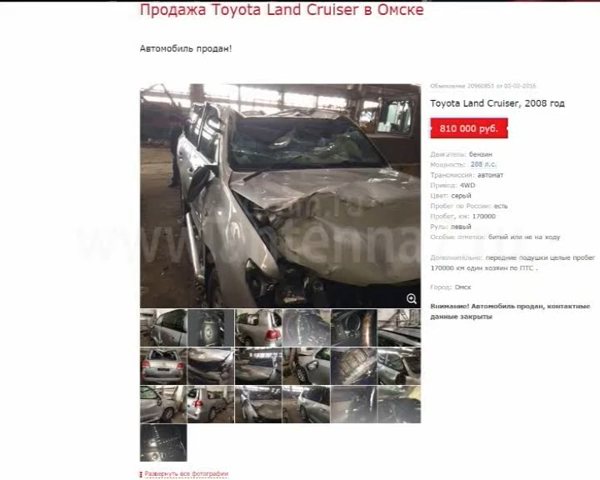 Продажа Toyota Land Cruiser в Омске
Автомобиль продан!
Toyota Land Cruiser, 2008 год
810 000 руб.
Двигатель: бензин
Мощность: 288 л.с.
Трансмиссия: автомат
Привод: 4WD
Цвет: серый
Пробег по России: есть
Пробег, км: 170000
Руль: левый
Особые отметки: битый или не на ходу
Дополнительно: передние подушки целые пробег
170000 км один хозяин по ПТС .
Город: Омск
Внимание! Автомобиль продан, контактные
данные закрыты
Развернуть все фотографии